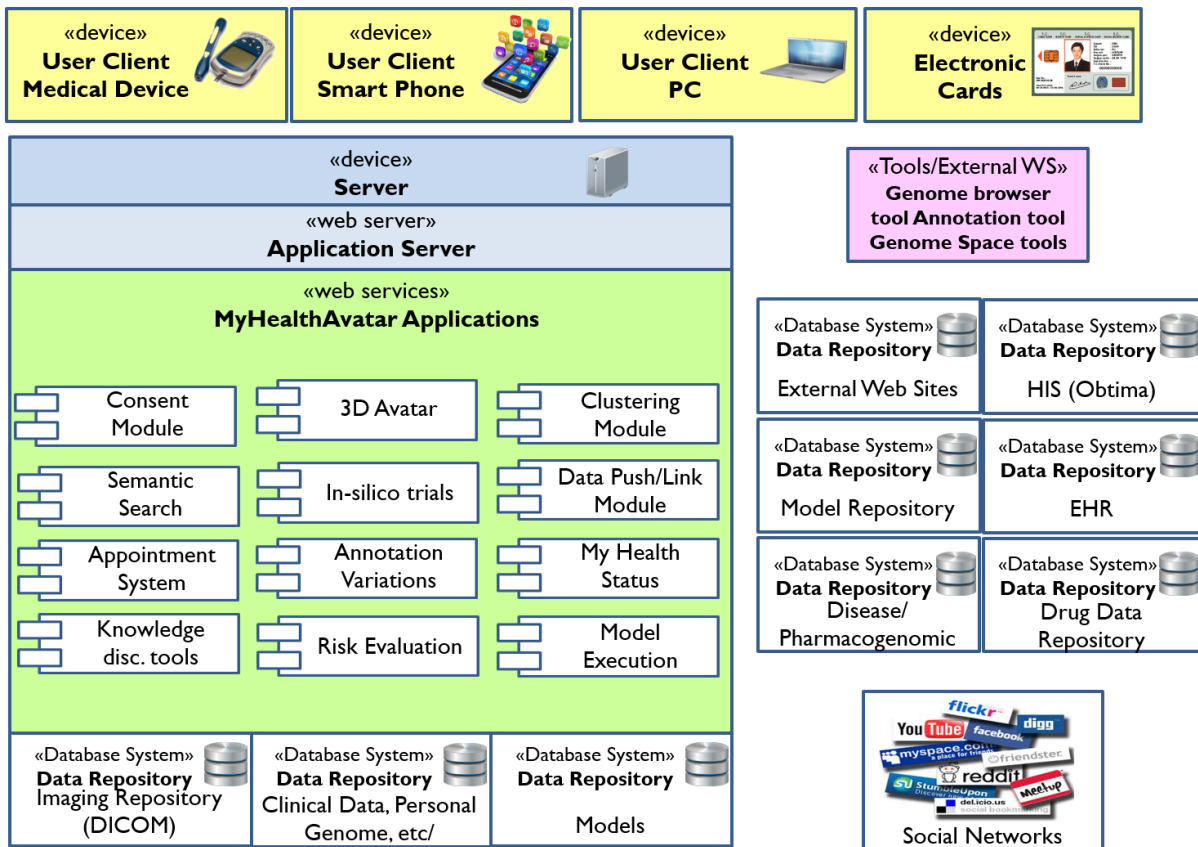 «device»
User Client
Medical Device
«device»
User Client
Smart Phone
«device»
User Client
PC
«device»
Electronic
Cards
«device»
Server
«web server»
Application Server
«web services»
MyHealthAvatar Applications
Consent
Module
3D Avatar
Clustering
Module
Semantic
Search
In-silico trials
Data Push/Link
Module
Appointment
System
Annotation
Variations
My Health
Status
Knowledge
disc. tools
Risk Evaluation
Model
Execution
«Database System»
Data Repository
Imaging Repository
(DICOM)
«Database System»
Data Repository
Clinical Data, Personal
Genome, etc/
«Database System»
Data Repository
Models
«Tools/External WS»
Genome browser
tool Annotation tool
Genome Space tools
«Database System»
Data Repository
External Web Sites
«Database System»
Data Repository
HIS (Obtima)
«Database System»
Data Repository
Model Repository
«Database System»
Data Repository
EHR
«Database System»
Data Repository
Disease/
Pharmacogenomic
«Database System»
Data Repository
Drug Data
Repository
flickr
You Tube
facebook
digg
myspace.com
a place for friends
friendster.
reddit
StumbleUpon
Meetup
del.icio.us
Social Networks